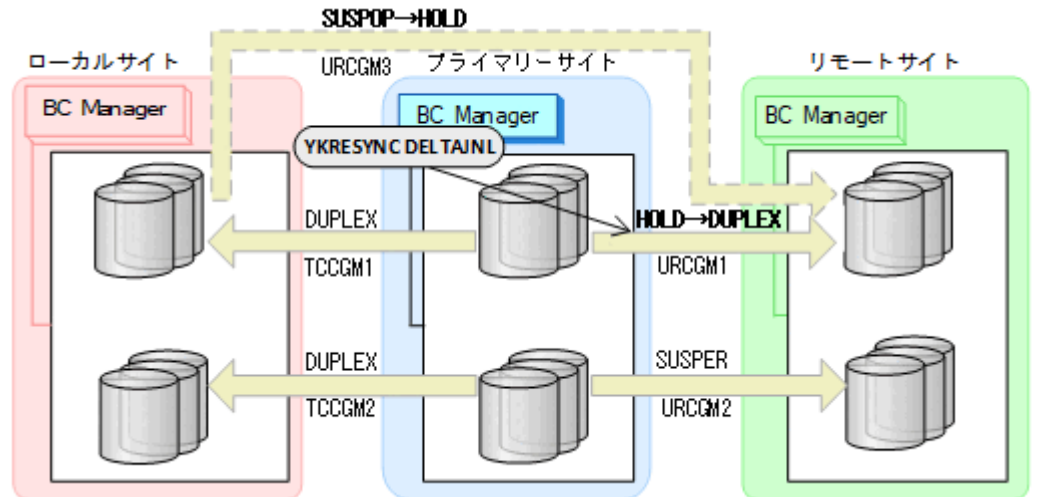 SUSPOP→HOLD
ローカルサイト
URCGM3
プライマリーサイト
リモートサイト
BC Manager
BC Manager
BC Manager
YKRESYNC DELTAJNL
DUPLEX
HOLD→DUPLEX
TCCGM1
URCGM1
DUPLEX
SUSPER
TCCGM2
URCGM2